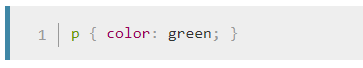 1 p { color: green; }